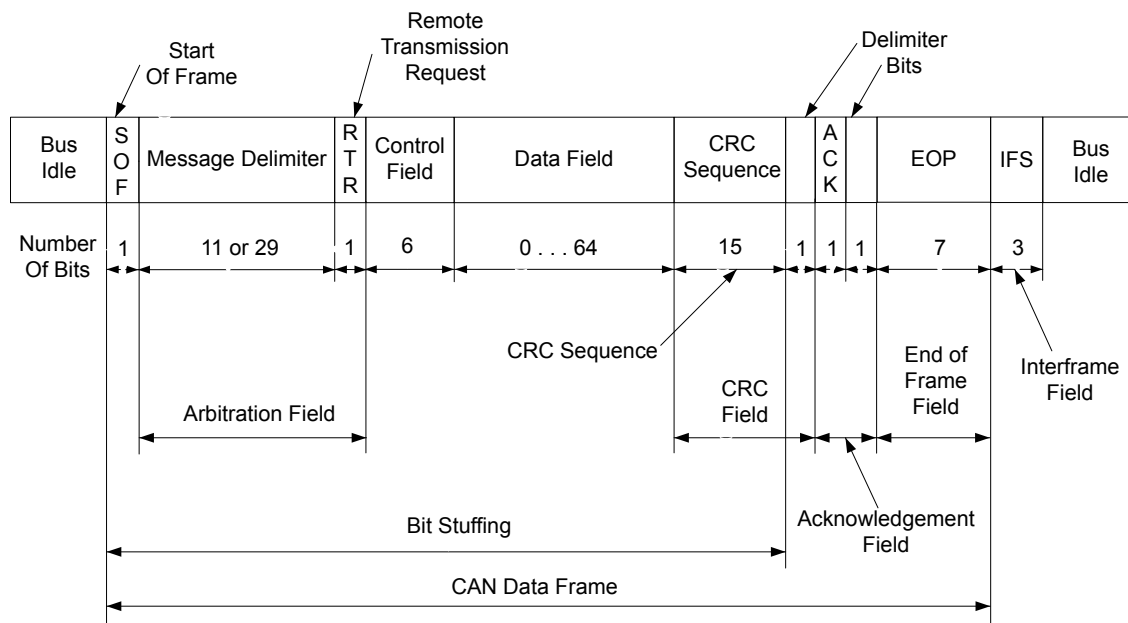 Start
Of Frame
Remote
Transmission
Request
Delimiter
Bits
Bus
Idle
S
O
F
Message Delimiter
R
T
R
Control
Field
Data Field
CRC
Sequence
A
C
K
EOP
IFS
Bus
Idle
Number
Of Bits
1
11 or 29
1
6
0 . . . 64
15
1
1
1
7
3
CRC Sequence
End of
Frame
Field
Interframe
Field
Arbitration Field
CRC
Field
Bit Stuffing
Acknowledgement
Field
CAN Data Frame